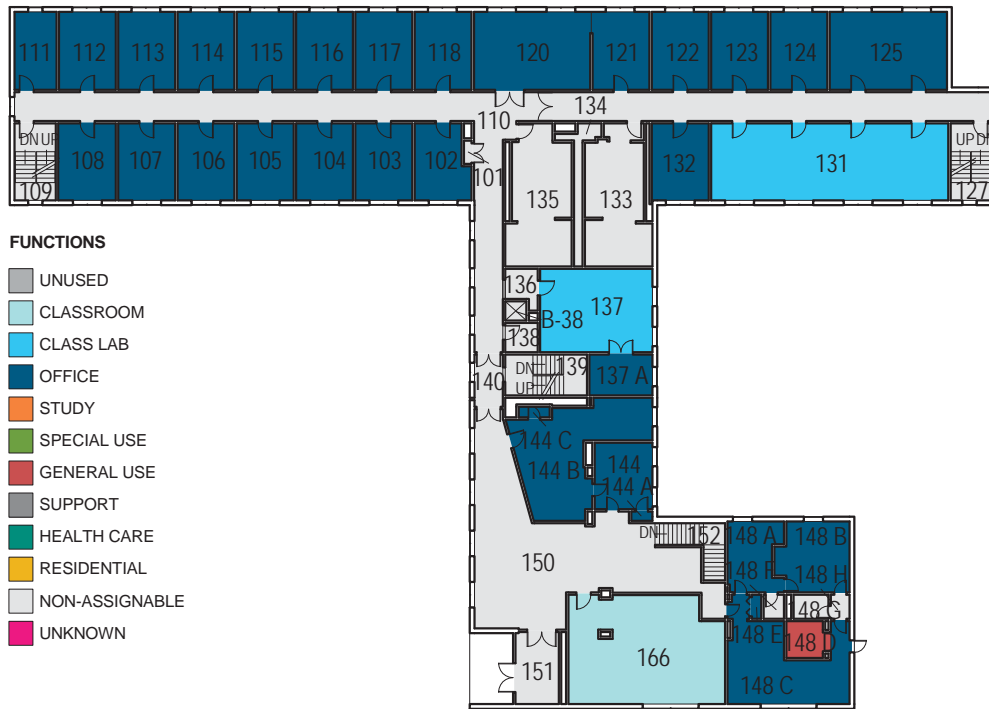 111 112 113 114 115 116 117 118 120 121 122 123 124 125
134
110
DN UP
UP DN
108 107 106 105 104 103 102 132 131
101
109
135 133
127
FUNCTIONS
UNUSED
CLASSROOM
CLASS LAB
OFFICE
STUDY
SPECIAL USE
GENERAL USE
SUPPORT
HEALTH CARE
RESIDENTIAL
NON-ASSIGNABLE
UNKNOWN
136
137
B-38
138
139
DN
UP
140
137 A
144 C
144 B
144
144 A
DN
152
148 A
148 B
150
148 F
148 H
48 G
148 E
148 D
166
151
148 C